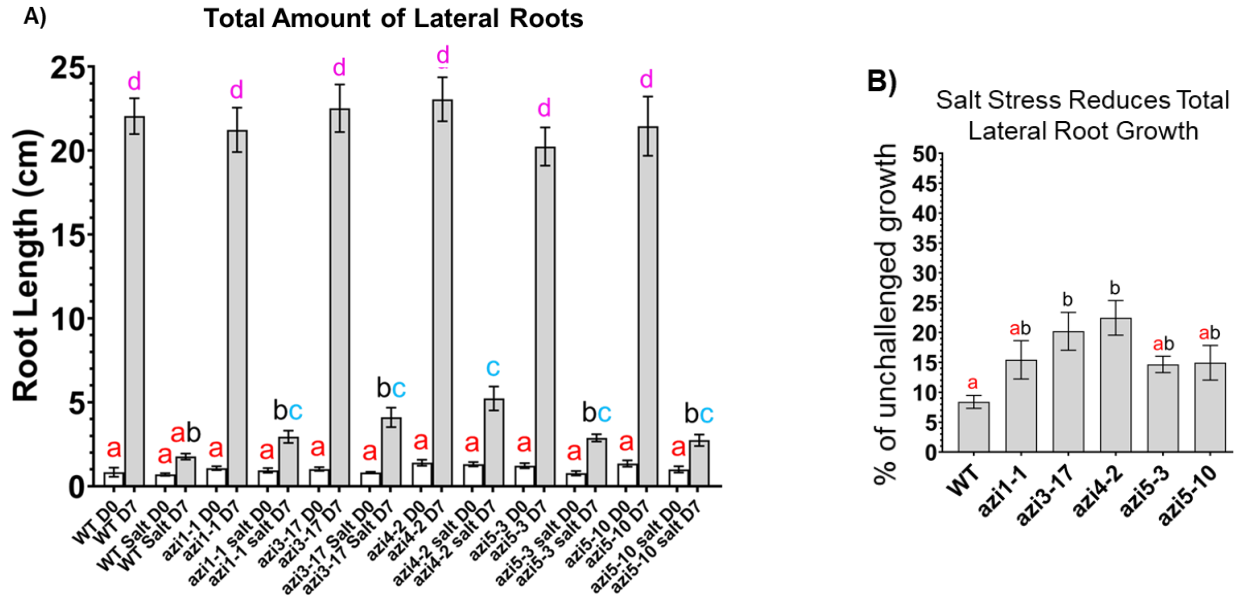 A)
Total Amount of Lateral Roots
Root Length (cm)
25
20
15
10
5
0
a
d
a
ab
a
d
a
bc
a
d
a
bc
a
d
a
c
a
d
a
bc
a
d
a
bc
WT D0
WT D7
WT Salt D0
WT Salt D7
azi1-1 D0
azi1-1 D7
azi1-1 salt D0
azi1-1 salt D7
azi3-17 D0
azi3-17 D7
azi3-17 Salt D0
azi3-17 Salt D7
azi4-2 D0
azi4-2 D7
azi4-2 salt D0
azi4-2 salt D7
azi5-3 D0
azi5-3 D7
azi5-3 salt D0
azi5-3 salt D7
azi5-10 D0
azi5-10 D7
azi5-10 salt D0
azi5-10 salt D7
B)
Salt Stress Reduces Total
Lateral Root Growth
% of unchallenged growth
50
45
40
35
30
25
20
15
10
5
0
a
ab
b
b
ab
ab
WT
azi1-1
azi3-17
azi4-2
azi5-3
azi5-10